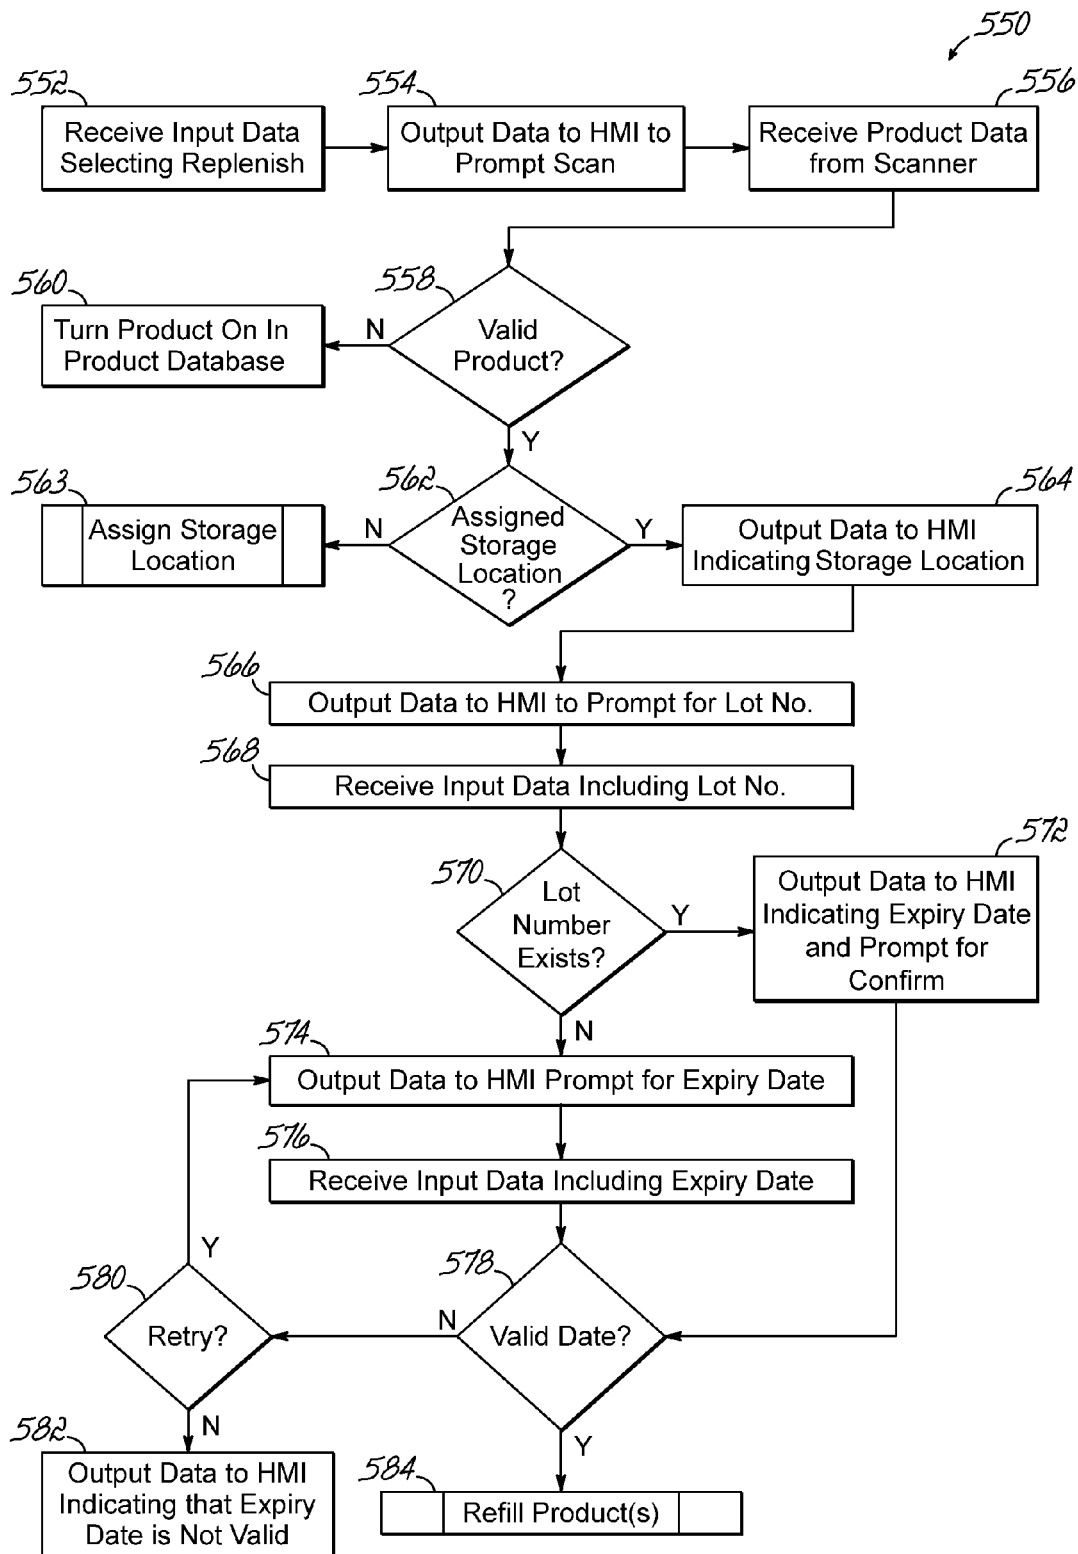 550
552
Receive Input Data
Selecting Replenish
554
Output Data to HMI to
Prompt Scan
556
Receive Product Data
from Scanner
558
Valid
Product?
N
Y
560
Turn Product On In
Product Database
562
Assigned
Storage
Location
?
N
Y
563
Assign Storage
Location
564
Output Data to HMI
Indicating Storage Location
566
Output Data to HMI to Prompt for Lot No.
568
Receive Input Data Including Lot No.
570
Lot
Number
Exists?
Y
N
572
Output Data to HMI
Indicating Expiry Date
and Prompt for
Confirm
574
Output Data to HMI Prompt for Expiry Date
576
Receive Input Data Including Expiry Date
578
Valid Date?
N
Y
580
Retry?
Y
N
582
Output Data to HMI
Indicating that Expiry
Date is Not Valid
584
Refill Product(s)